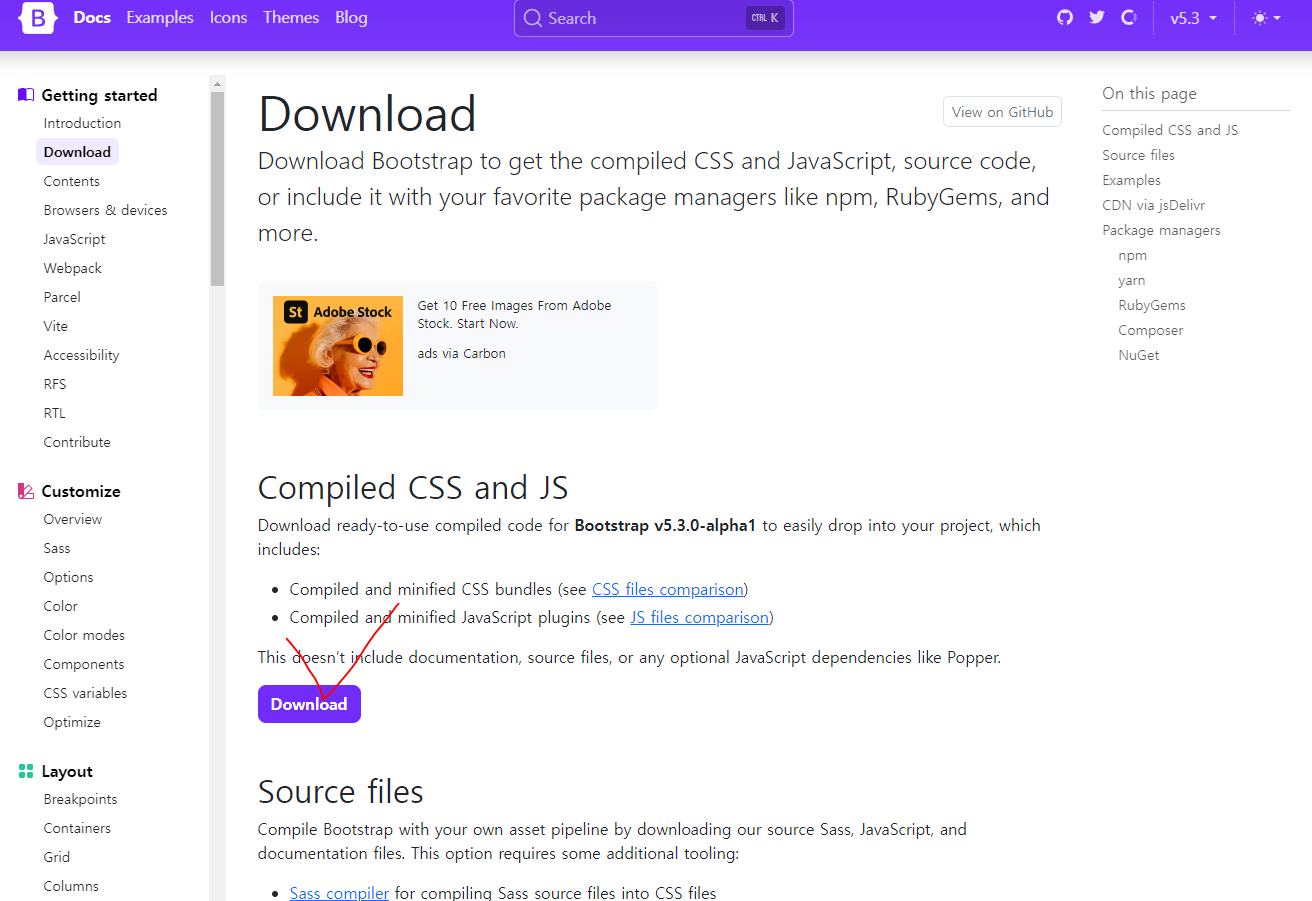 B Docs Examples Icons Themes Blog Search CTRL K v5.3
Getting started
Introduction
Download
Contents
Browsers & devices
JavaScript
Webpack
Parcel
Vite
Accessibility
RFS
RTL
Contribute
Customize
Overview
Sass
Options
Color
Color modes
Components
CSS variables
Optimize
Layout
Breakpoints
Containers
Grid
Columns
Download
View on GitHub
Download Bootstrap to get the compiled CSS and JavaScript, source code,
or include it with your favorite package managers like npm, RubyGems, and
more.
St Adobe Stock
Get 10 Free Images From Adobe
Stock. Start Now.
ads via Carbon
Compiled CSS and JS
Download ready-to-use compiled code for Bootstrap v5.3.0-alpha1 to easily drop into your project, which
includes:
• Compiled and minified CSS bundles (see CSS files comparison)
• Compiled and minified JavaScript plugins (see JS files comparison)
This doesn't include documentation, source files, or any optional JavaScript dependencies like Popper.
Download
Source files
Compile Bootstrap with your own asset pipeline by downloading our source Sass, JavaScript, and
documentation files. This option requires some additional tooling:
• Sass compiler for compiling Sass source files into CSS files
On this page
Compiled CSS and JS
Source files
Examples
CDN via jsDelivr
Package managers
npm
yarn
RubyGems
Composer
NuGet